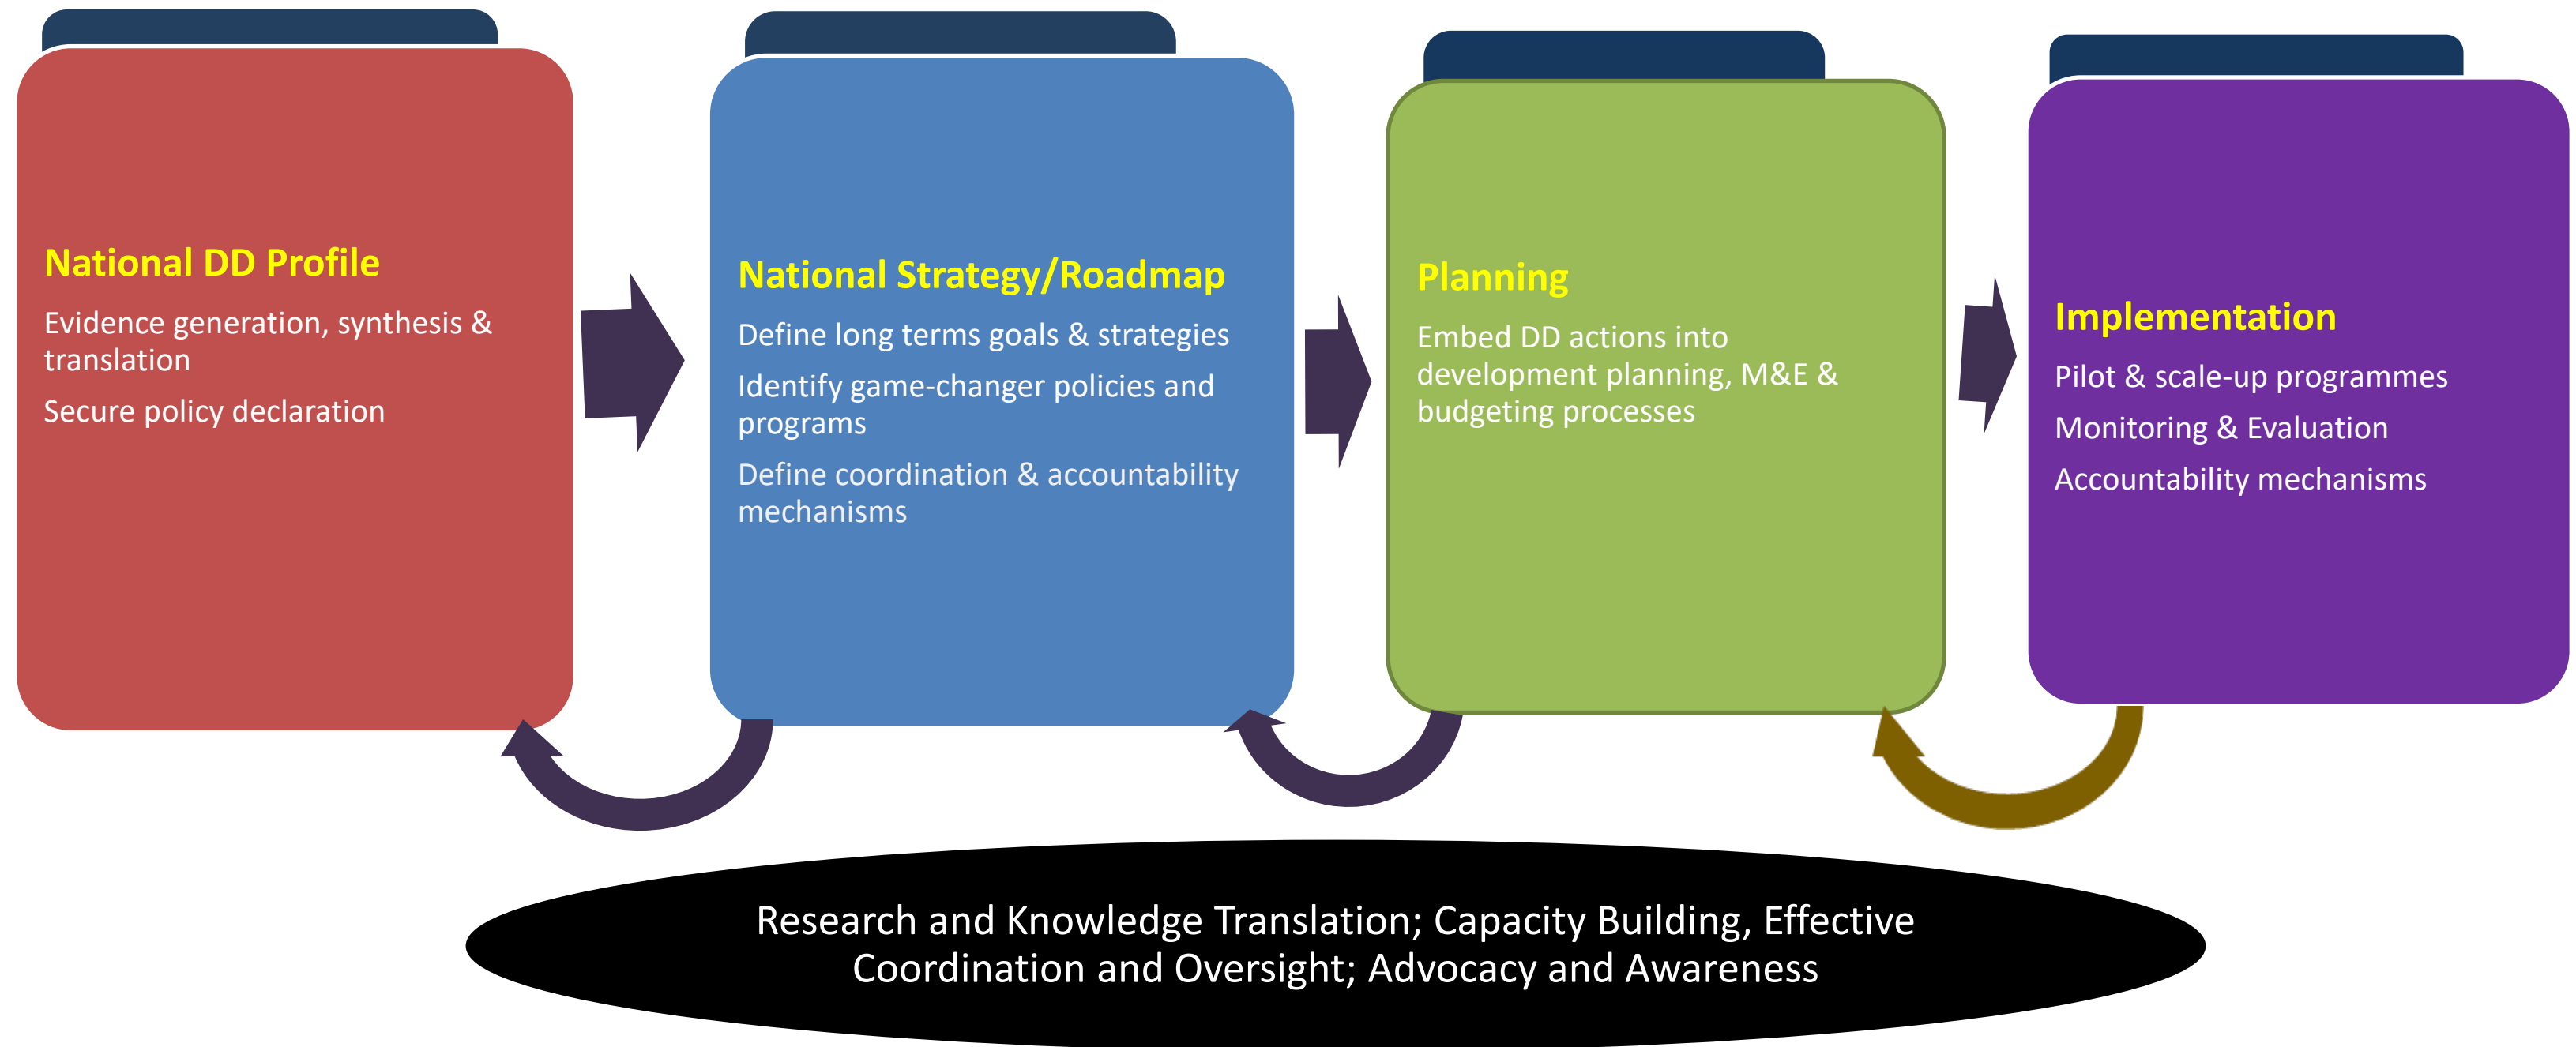 National DD Profile
Evidence generation, synthesis &
translation
Secure policy declaration
National Strategy/Roadmap
Define long terms goals & strategies
Identify game-changer policies and
programs
Define coordination & accountability
mechanisms
Planning
Embed DD actions into
development planning, M&E &
budgeting processes
Implementation
Pilot & scale-up programmes
Monitoring & Evaluation
Accountability mechanisms
Research and Knowledge Translation; Capacity Building, Effective
Coordination and Oversight; Advocacy and Awareness